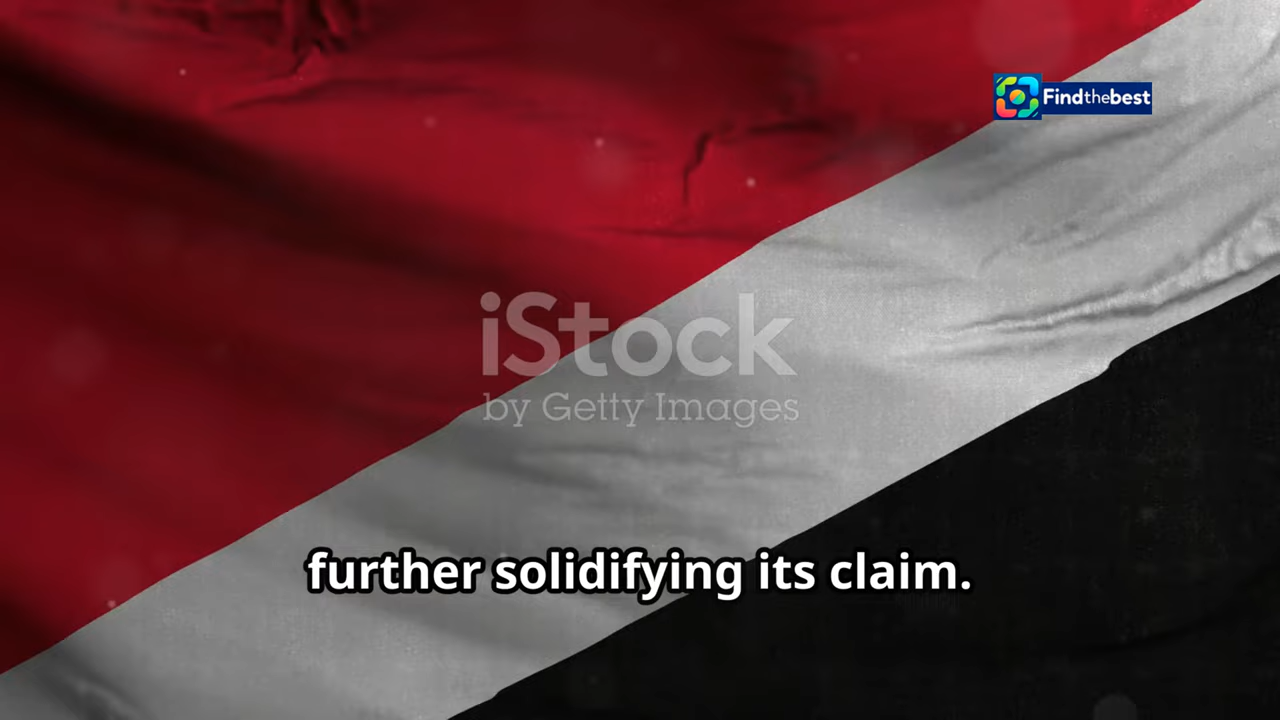 Findthebest
iStock
by Getty Images
further solidifying its claim.